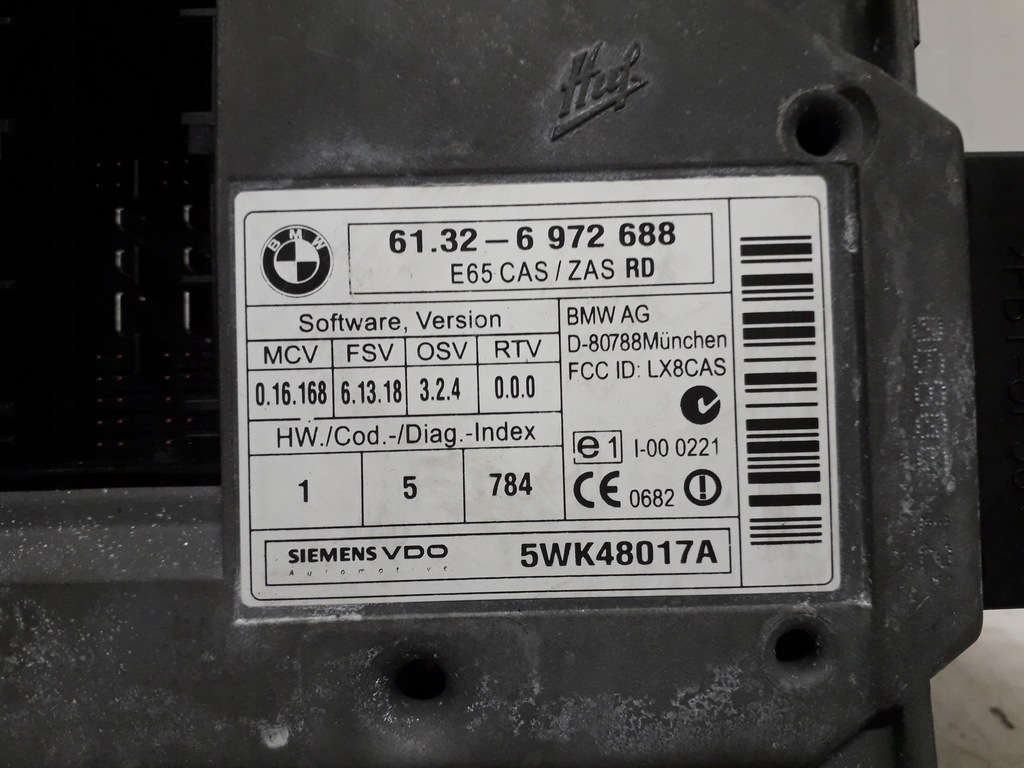 Huf
BMW
61.32-6 972 688
E65 CAS/ZAS RD
Software, Version
MCV FSV OSV RTV
0.16.168 6.13.18 3.2.4 0.0.0
HW./Cod.-/Diag.-Index
1 5 784
BMW AG
D-80788München
FCC ID: LX8CAS
e1 I-00 0221
CE 0682
SIEMENS VDO
Automotive
5WK48017A